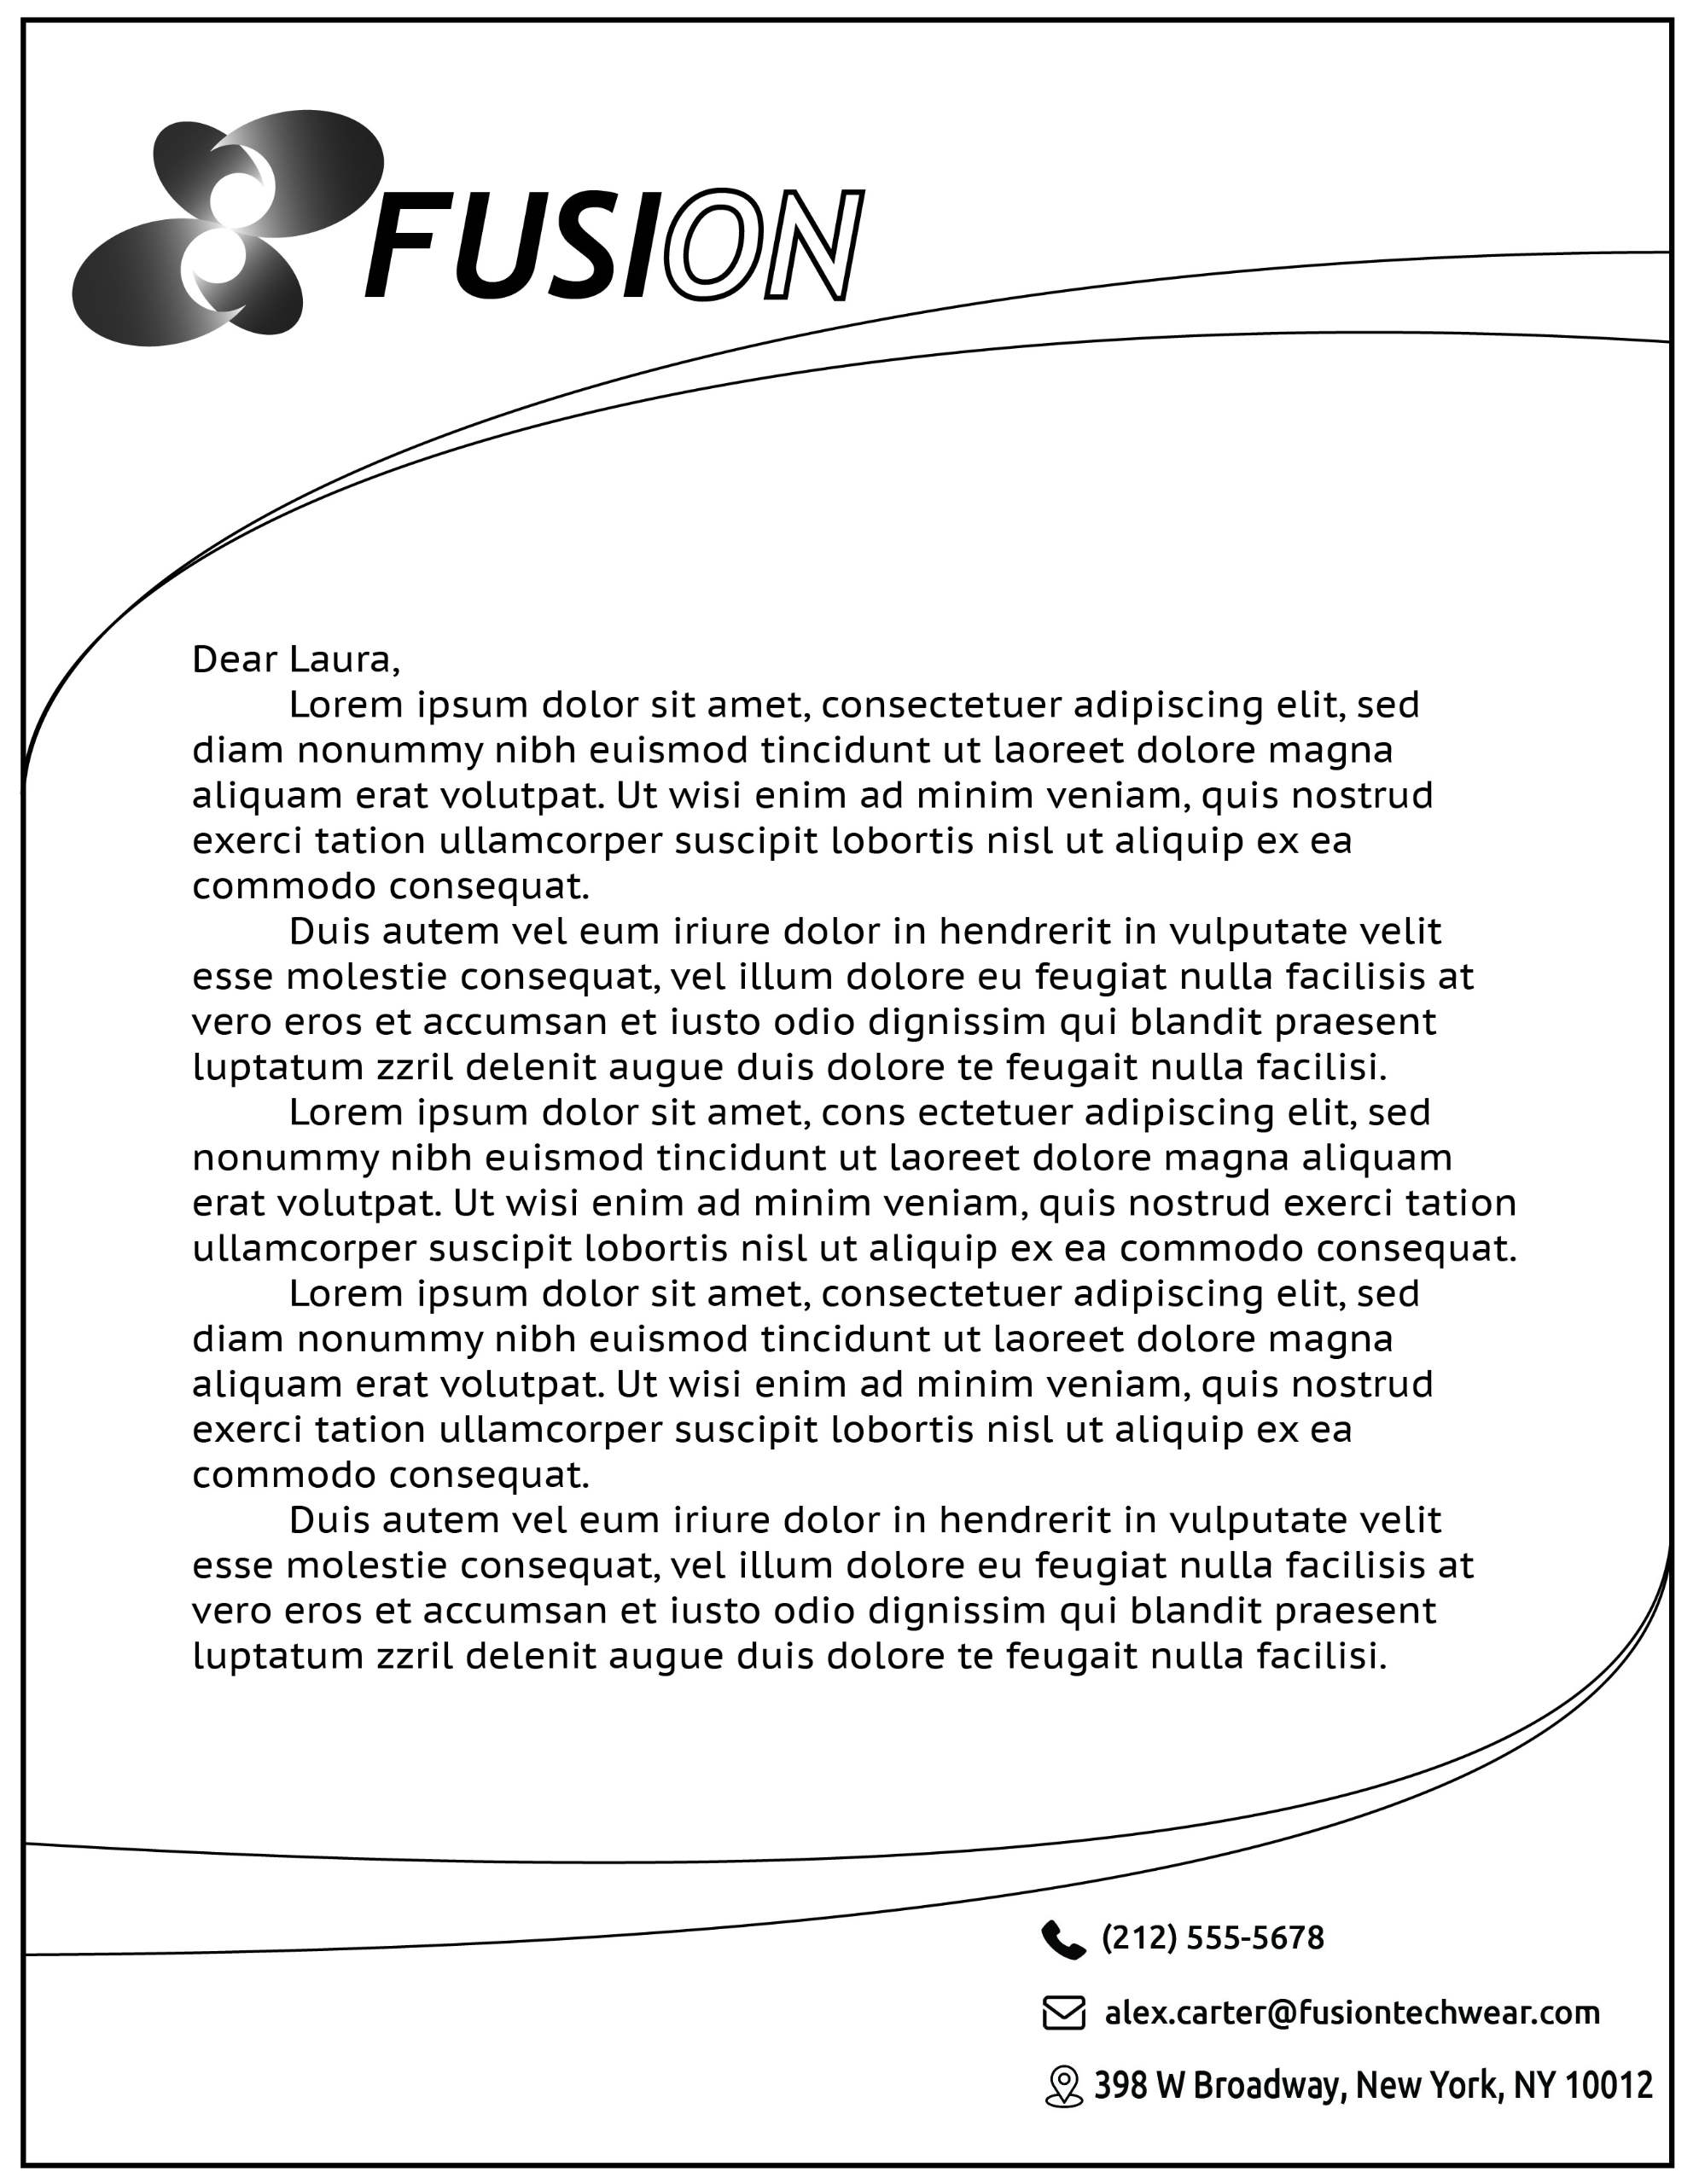 FUSION
Dear Laura,
Lorem ipsum dolor sit amet, consectetuer adipiscing elit, sed
diam nonummy nibh euismod tincidunt ut laoreet dolore magna
aliquam erat volutpat. Ut wisi enim ad minim veniam, quis nostrud
exerci tation ullamcorper suscipit lobortis nisl ut aliquip ex ea
commodo consequat.
Duis autem vel eum iriure dolor in hendrerit in vulputate velit
esse molestie consequat, vel illum dolore eu feugiat nulla facilisis at
vero eros et accumsan et iusto odio dignissim qui blandit praesent
luptatum zzril delenit augue duis dolore te feugait nulla facilisi.
Lorem ipsum dolor sit amet, cons ectetuer adipiscing elit, sed
nonummy nibh euismod tincidunt ut laoreet dolore magna aliquam
erat volutpat. Ut wisi enim ad minim veniam, quis nostrud exerci tation
ullamcorper suscipit lobortis nisl ut aliquip ex ea commodo consequat.
Lorem ipsum dolor sit amet, consectetuer adipiscing elit, sed
diam nonummy nibh euismod tincidunt ut laoreet dolore magna
aliquam erat volutpat. Ut wisi enim ad minim veniam, quis nostrud
exerci tation ullamcorper suscipit lobortis nisl ut aliquip ex ea
commodo consequat.
Duis autem vel eum iriure dolor in hendrerit in vulputate velit
esse molestie consequat, vel illum dolore eu feugiat nulla facilisis at
vero eros et accumsan et iusto odio dignissim qui blandit praesent
luptatum zzril delenit augue duis dolore te feugait nulla facilisi.
(212) 555-5678
alex.carter@fusiontechwear.com
398 W Broadway, New York, NY 10012